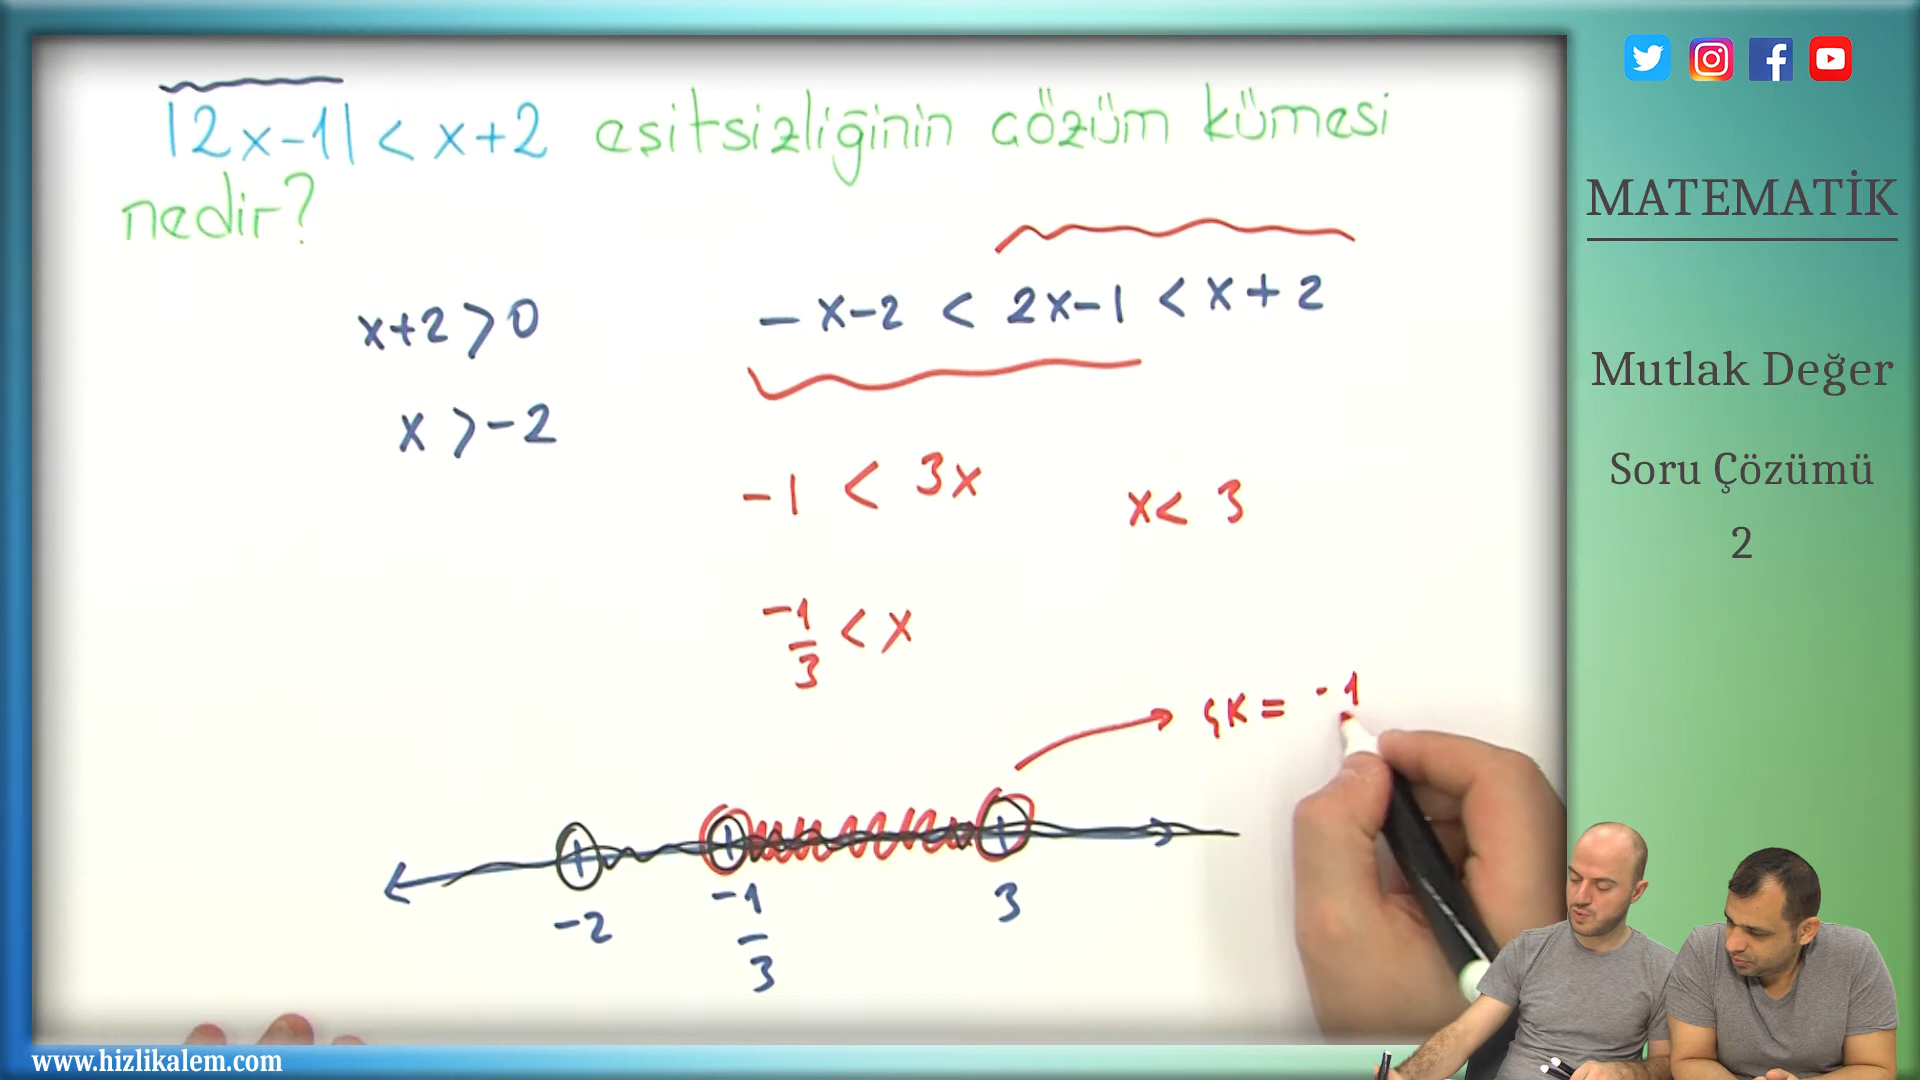 |2x-1| < x+2 eşitsizliğinin çözüm kümesi
nedir?
x+2 > 0
x > -2
-x-2 < 2x-1 < x+2
-1 < 3x
x < 3
-1/3 < x
ÇK = -1
-2
-1/3
3
MATEMATİK
Mutlak Değer
Soru Çözümü
2
www.hizlikalem.com